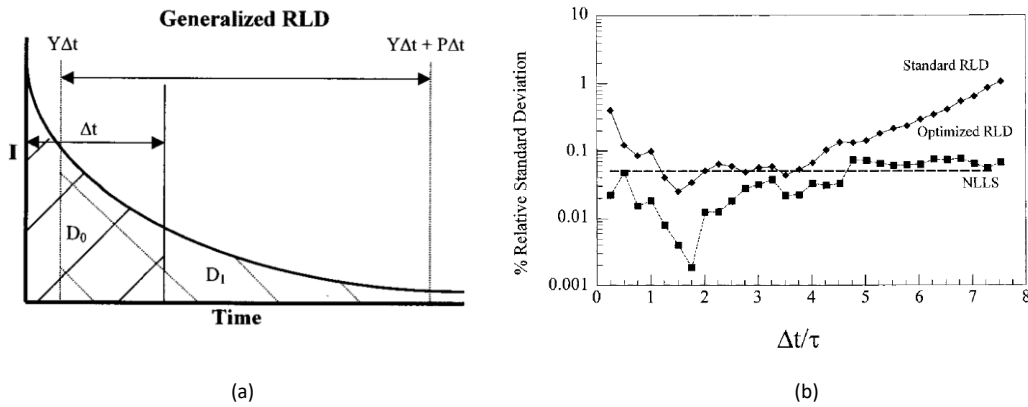 Generalized RLD
YΔt
YΔt + PΔt
Δt
I
D₀
D₁
Time
(a)
% Relative Standard Deviation
10
1
0.1
0.01
0.001
Standard RLD
Optimized RLD
NLLS
0 1 2 3 4 5 6 7 8
Δt/τ
(b)